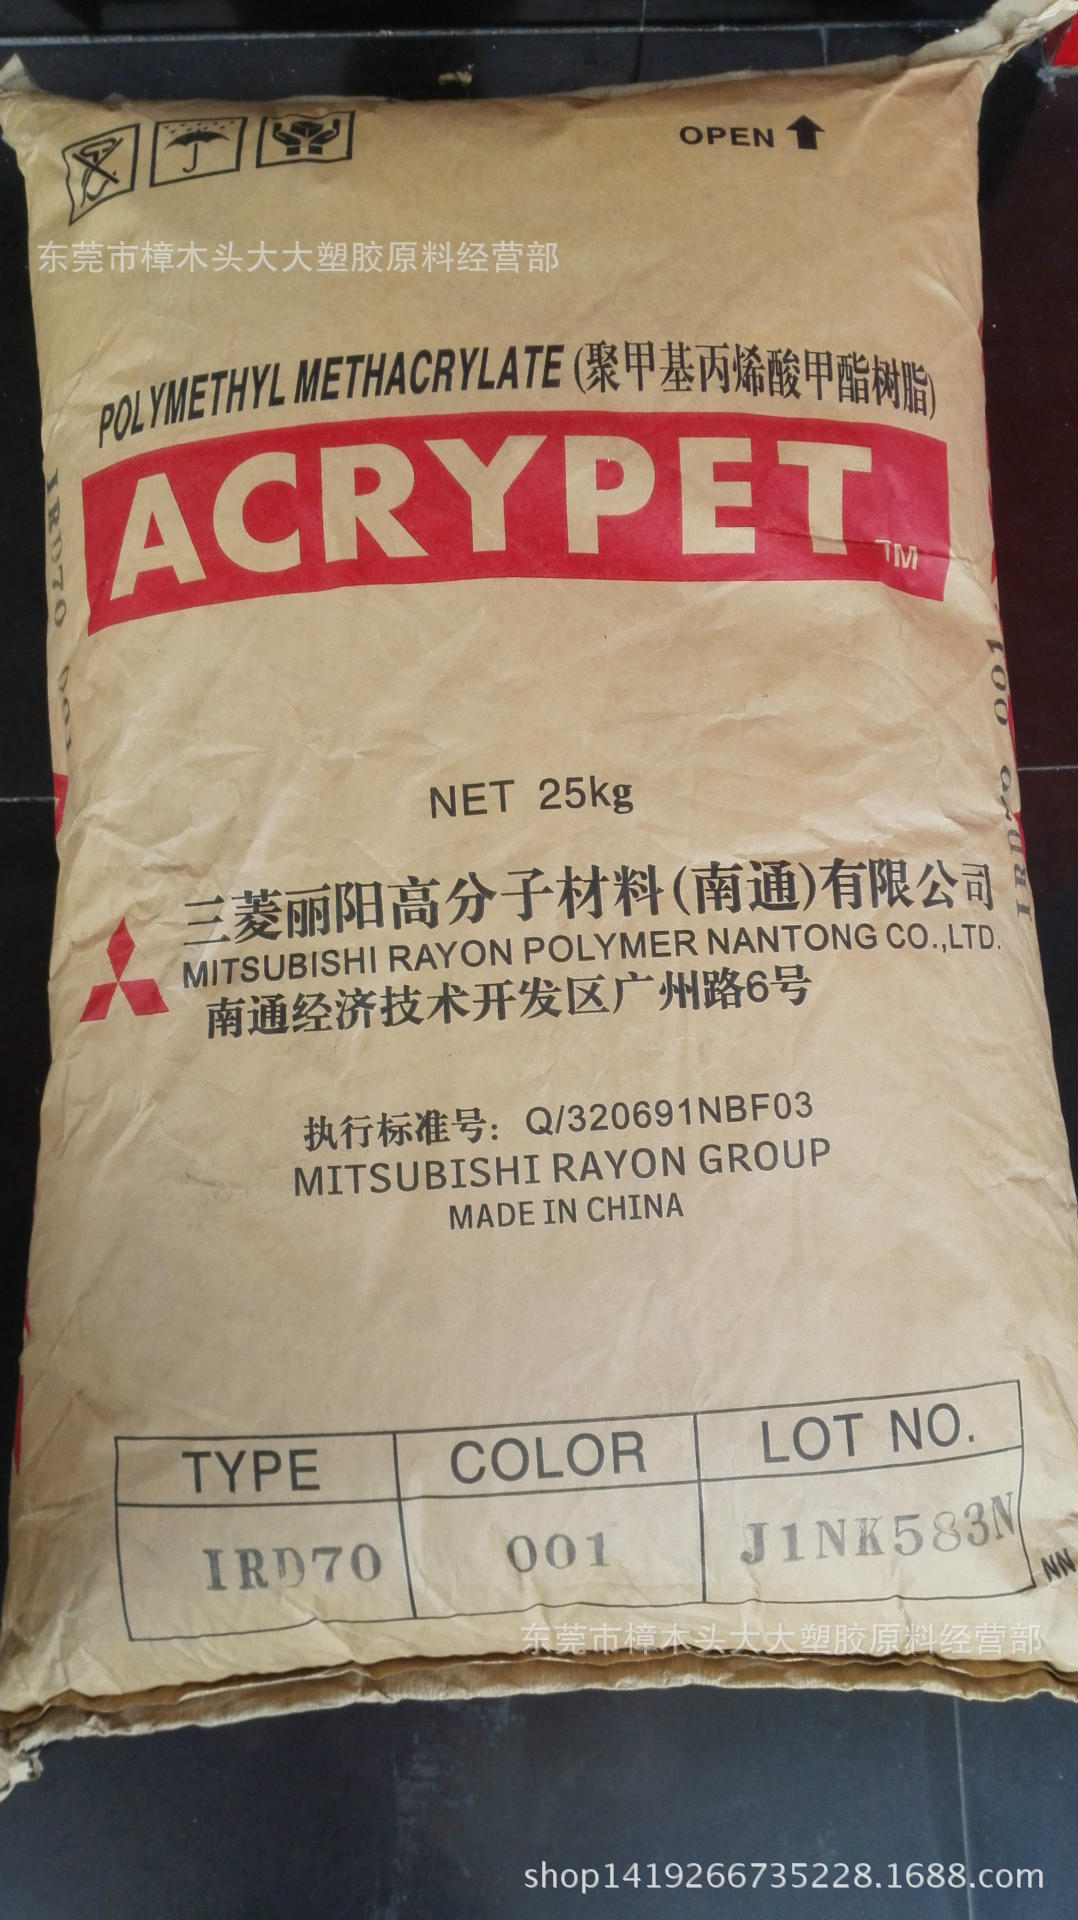 OPEN
东莞市樟木头大大塑胶原料经营部
POLYMETHYL METHACRYLATE (聚甲基丙烯酸甲酯树脂)
ACRYPET TM
IRD70 001
IRD70 001
NET 25kg
三菱丽阳高分子材料(南通)有限公司
MITSUBISHI RAYON POLYMER NANTONG CO.,LTD.
南通经济技术开发区广州路6号
执行标准号: Q/320691NBF03
MITSUBISHI RAYON GROUP
MADE IN CHINA
TYPE COLOR LOT NO.
IRD70 001 J1NK583N
NN
东莞市樟木头大大塑胶原料经营部
shop1419266735228.1688.com